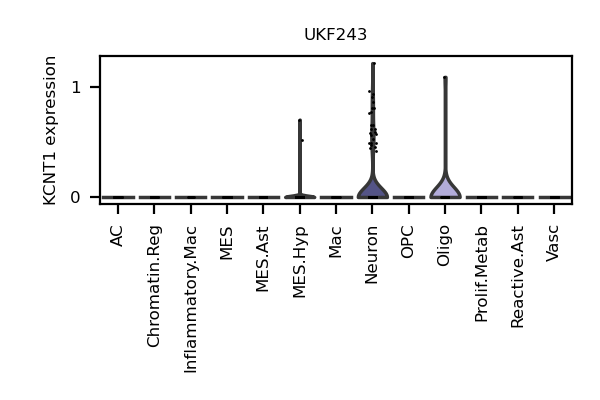 UKF243
KCNT1 expression
1
0
AC
Chromatin.Reg
Inflammatory.Mac
MES
MES.Ast
MES.Hyp
Mac
Neuron
OPC
Oligo
Prolif.Metab
Reactive.Ast
Vasc